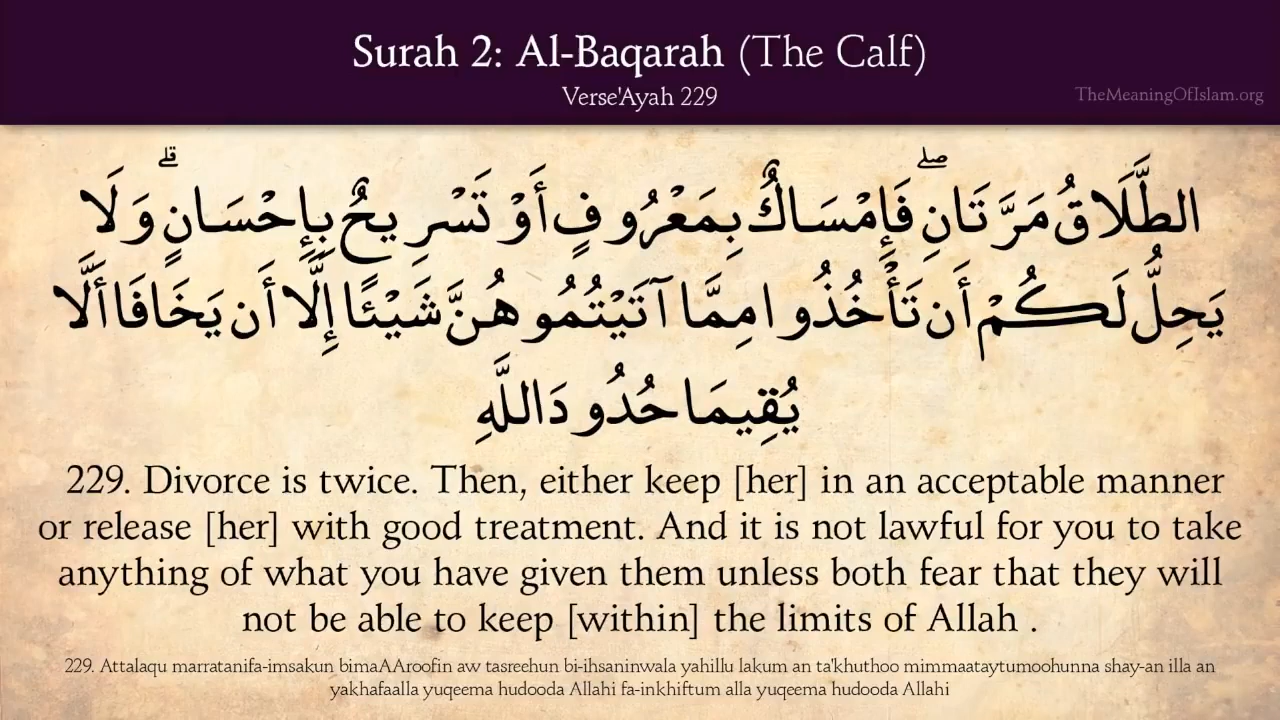 Surah 2: Al-Baqarah (The Calf)
Verse'Ayah 229
TheMeaningOfIslam.org
الطَّلَاقُ مَرَّتَانِ ۖ فَإِمْسَاكٌ بِمَعْرُوفٍ أَوْ تَسْرِيحٌ بِإِحْسَانٍ ۗ وَلَا
يَحِلُّ لَكُمْ أَن تَأْخُذُوا مِمَّا آتَيْتُمُوهُنَّ شَيْئًا إِلَّا أَن يَخَافَا أَلَّا
يُقِيمَا حُدُودَ اللَّهِ
229. Divorce is twice. Then, either keep [her] in an acceptable manner
or release [her] with good treatment. And it is not lawful for you to take
anything of what you have given them unless both fear that they will
not be able to keep [within] the limits of Allah .
229. Attalaqu marratanifa-imsakun bimaAAroofin aw tasreehun bi-ihsaninwala yahillu lakum an ta'khuthoo mimmaataytumoohunna shay-an illa an
yakhafaalla yuqeema hudooda Allahi fa-inkhiftum alla yuqeema hudooda Allahi